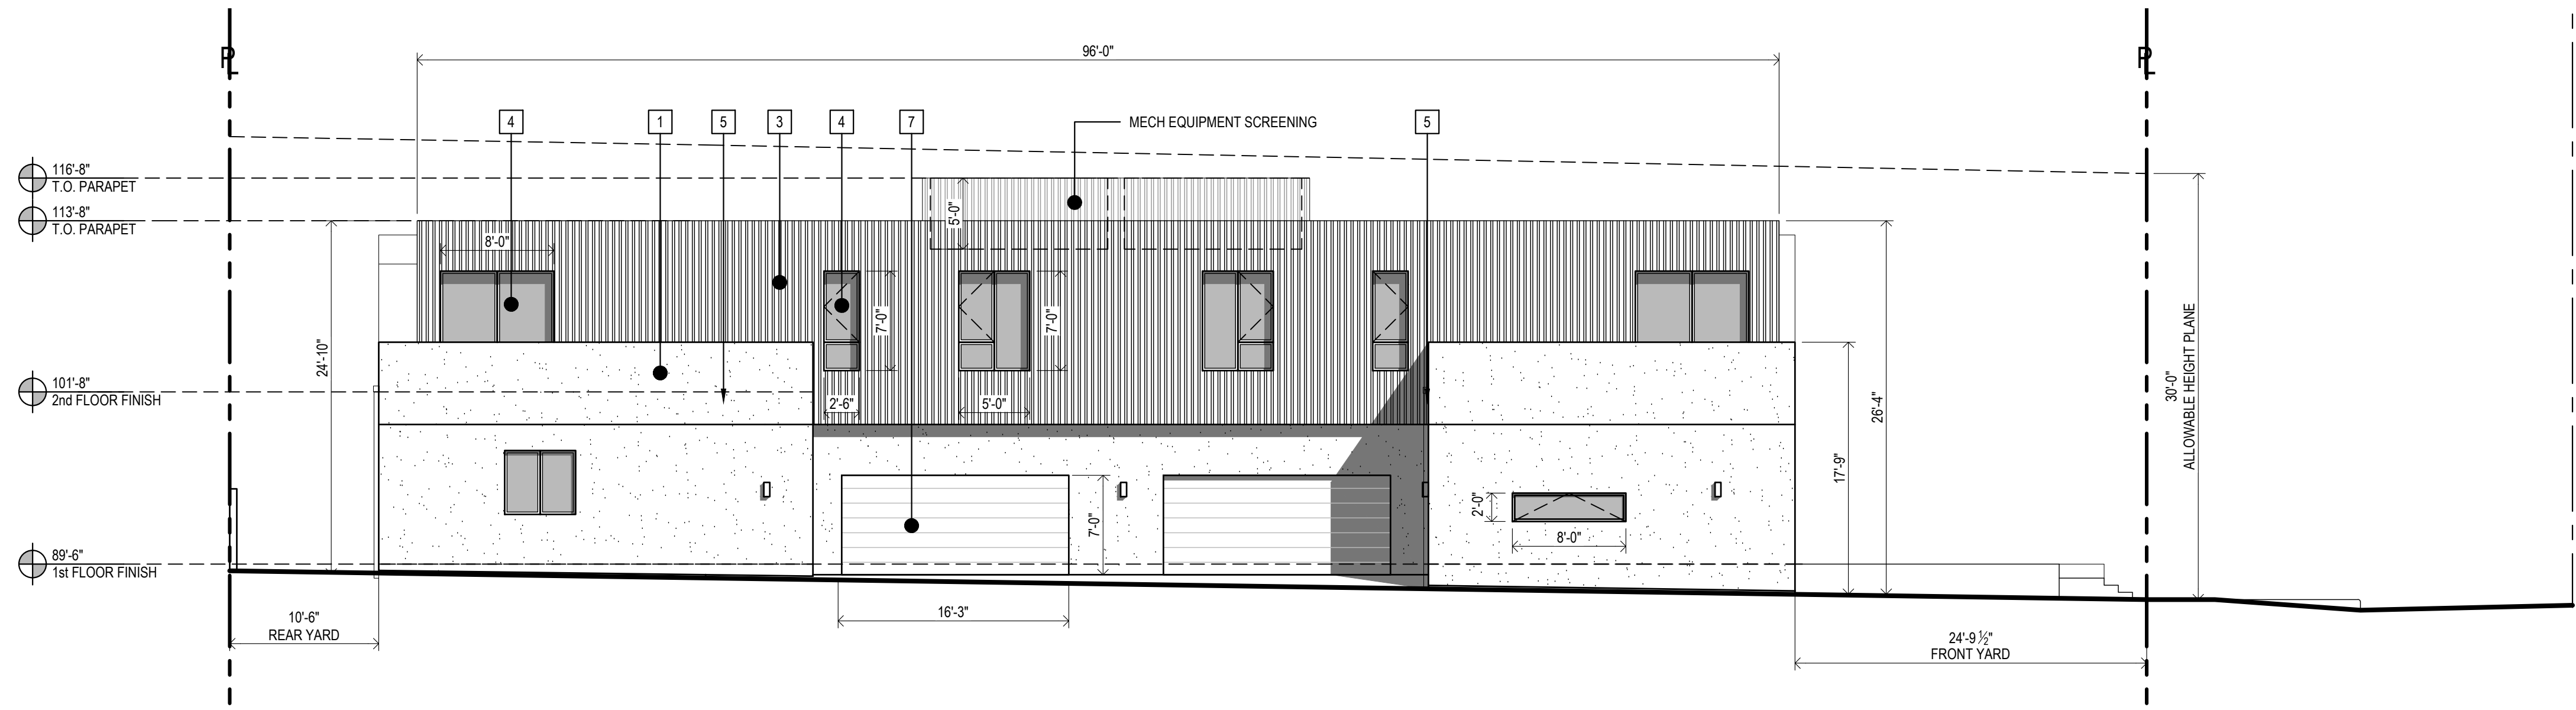 PL
PL
96'-0"
4
1
5
3
4
7
MECH EQUIPMENT SCREENING
5
116'-8"
T.O. PARAPET
113'-8"
T.O. PARAPET
5'-0"
8'-0"
7'-0"
7'-0"
24'-10"
101'-8"
2nd FLOOR FINISH
2'-6"
5'-0"
26'-4"
30'-0"
ALLOWABLE HEIGHT PLANE
17'-9"
2'-0"
7'-0"
8'-0"
89'-6"
1st FLOOR FINISH
16'-3"
10'-6"
REAR YARD
24'-9 ½"
FRONT YARD